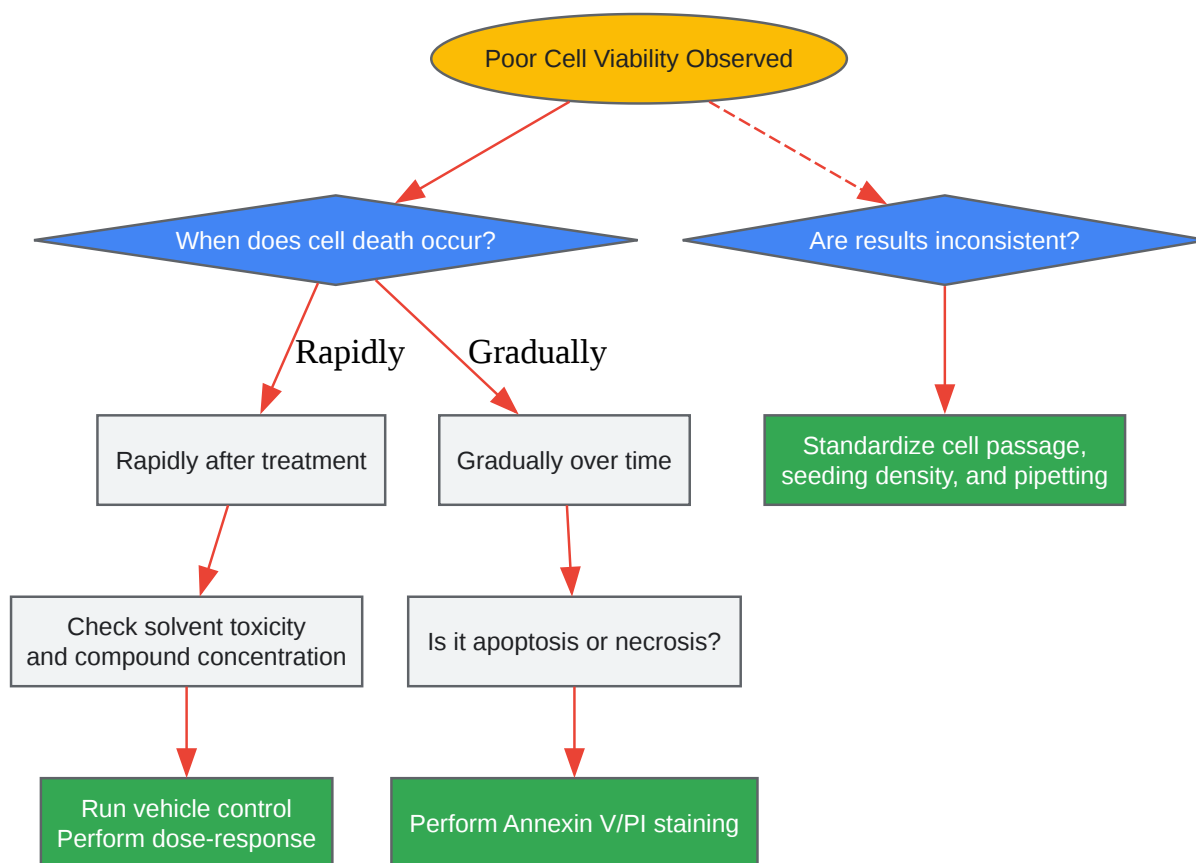 Poor Cell Viability Observed
When does cell death occur?
Are results inconsistent?
Rapidly
Gradually
Rapidly after treatment
Gradually over time
Standardize cell passage,
seeding density, and pipetting
Check solvent toxicity
and compound concentration
Is it apoptosis or necrosis?
Run vehicle control
Perform dose-response
Perform Annexin V/PI staining